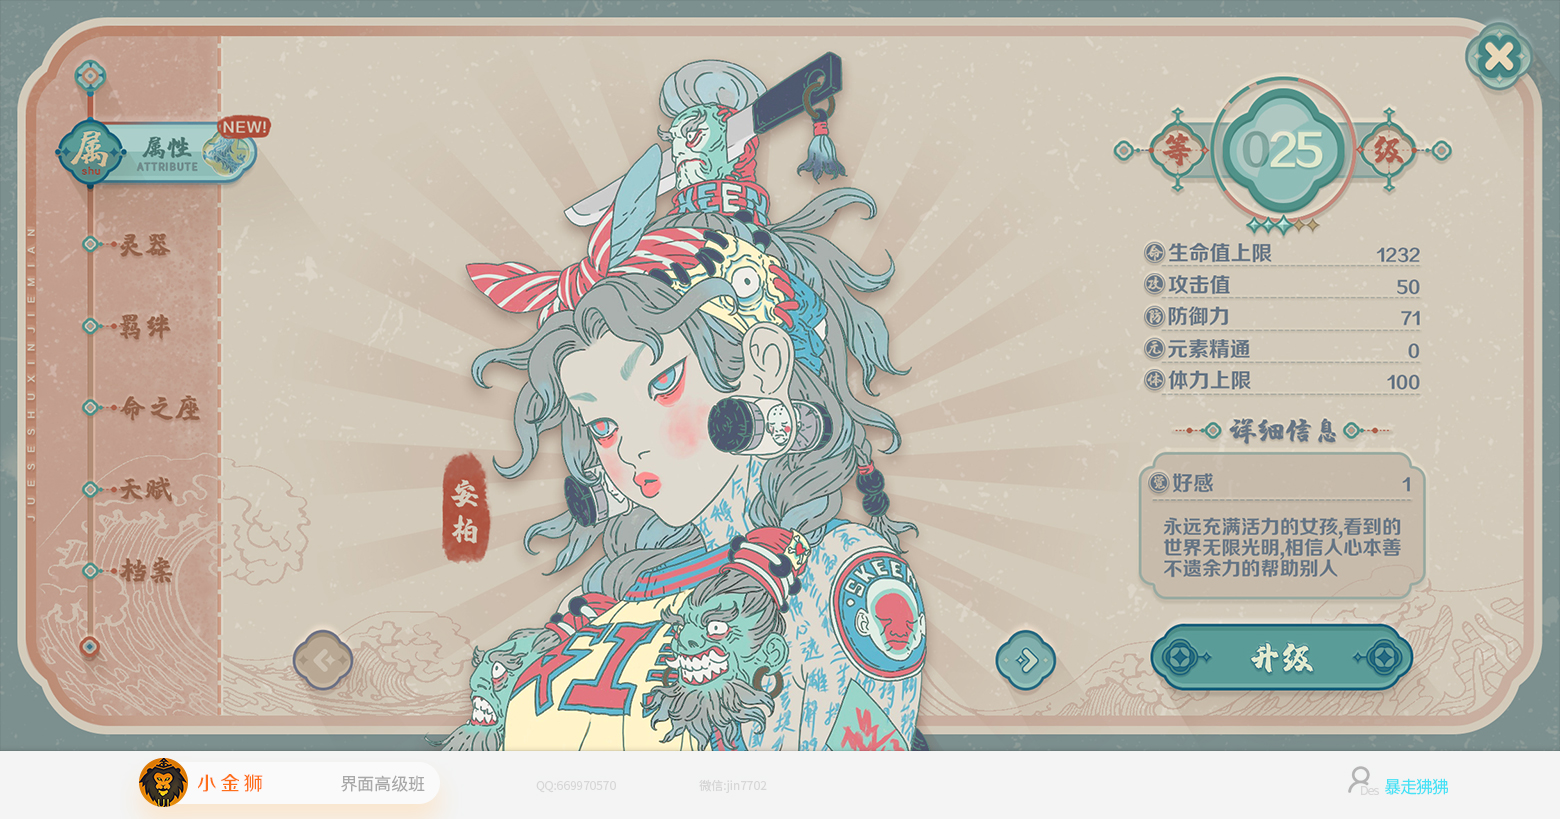 属
shu
属性
ATTRIBUTE
NEW!
灵器
羁绊
命之座
天赋
档案
JUESESHUXINJIEMIAN
安柏
SKEEN
等
025
级
命 生命值上限 1232
攻 攻击值 50
防 防御力 71
元 元素精通 0
体 体力上限 100
详细信息
好感 1
永远充满活力的女孩,看到的
世界无限光明,相信人心本善
不遗余力的帮助别人
升级
小金狮
界面高级班
QQ:669970570
微信:jin7702
Des
暴走狒狒